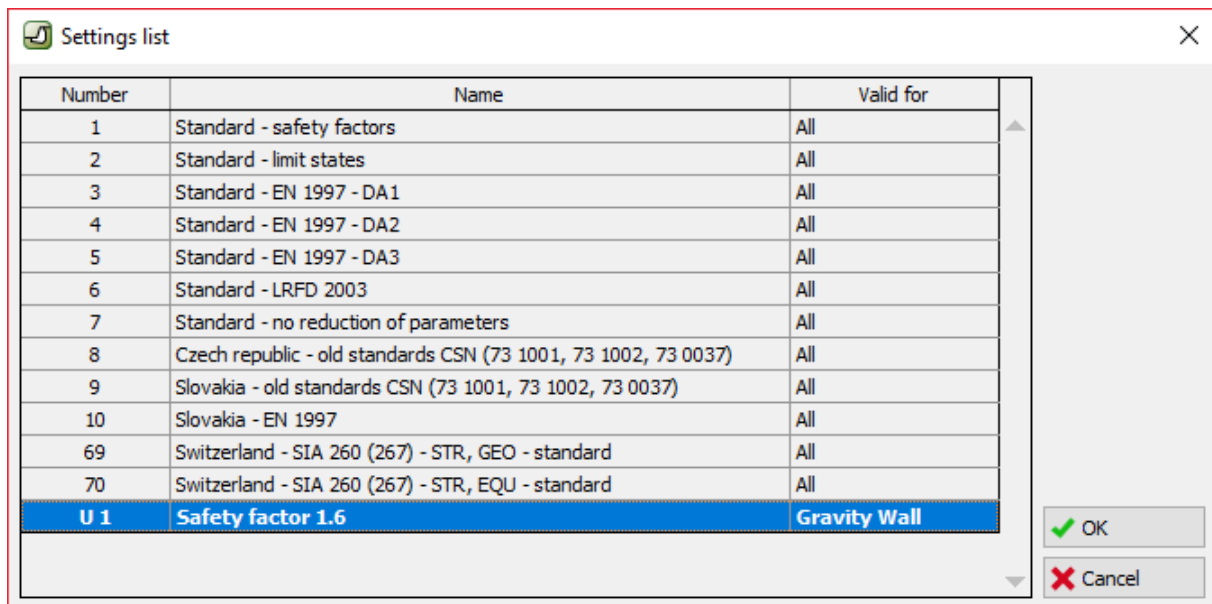 Settings list
Number Name Valid for
1 Standard - safety factors All
2 Standard - limit states All
3 Standard - EN 1997 - DA1 All
4 Standard - EN 1997 - DA2 All
5 Standard - EN 1997 - DA3 All
6 Standard - LRFD 2003 All
7 Standard - no reduction of parameters All
8 Czech republic - old standards CSN (73 1001, 73 1002, 73 0037) All
9 Slovakia - old standards CSN (73 1001, 73 1002, 73 0037) All
10 Slovakia - EN 1997 All
69 Switzerland - SIA 260 (267) - STR, GEO - standard All
70 Switzerland - SIA 260 (267) - STR, EQU - standard All
U 1 Safety factor 1.6 Gravity Wall
OK
Cancel